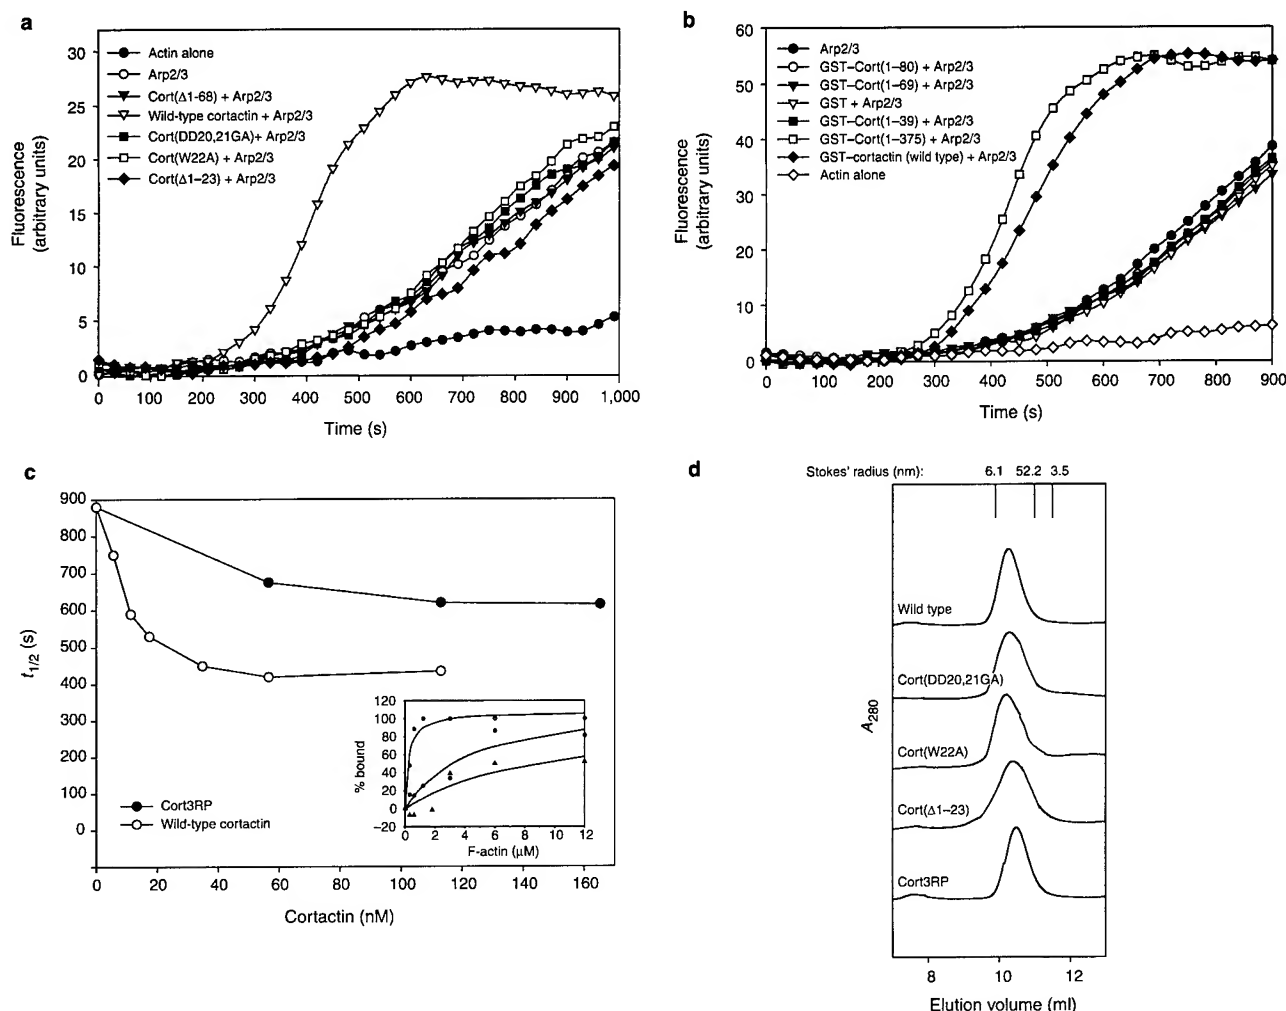 a
Fluorescence
(arbitrary units)
30
25
20
15
10
5
0
Actin alone
Arp2/3
Cort(Δ1-68) + Arp2/3
Wild-type cortactin + Arp2/3
Cort(DD20,21GA)+ Arp2/3
Cort(W22A) + Arp2/3
Cort(Δ1–23) + Arp2/3
0 100 200 300 400 500 600 700 800 900 1,000
Time (s)
b
Fluorescence
(arbitrary units)
60
50
40
30
20
10
0
Arp2/3
GST–Cort(1–80) + Arp2/3
GST–Cort(1–69) + Arp2/3
GST + Arp2/3
GST–Cort(1–39) + Arp2/3
GST–Cort(1–375) + Arp2/3
GST–cortactin (wild type) + Arp2/3
Actin alone
0 100 200 300 400 500 600 700 800 900
Time (s)
c
t1/2 (s)
900
800
700
600
500
400
300
200
100
0
Cort3RP
Wild-type cortactin
0 20 40 60 80 100 120 140 160
Cortactin (nM)
% bound
120
100
80
60
40
20
0
–20
0 2 4 6 8 10 12
F-actin (μM)
d
Stokes' radius (nm): 6.1 52.2 3.5
A280
Wild type
Cort(DD20,21GA)
Cort(W22A)
Cort(Δ1–23)
Cort3RP
8 10 12
Elution volume (ml)